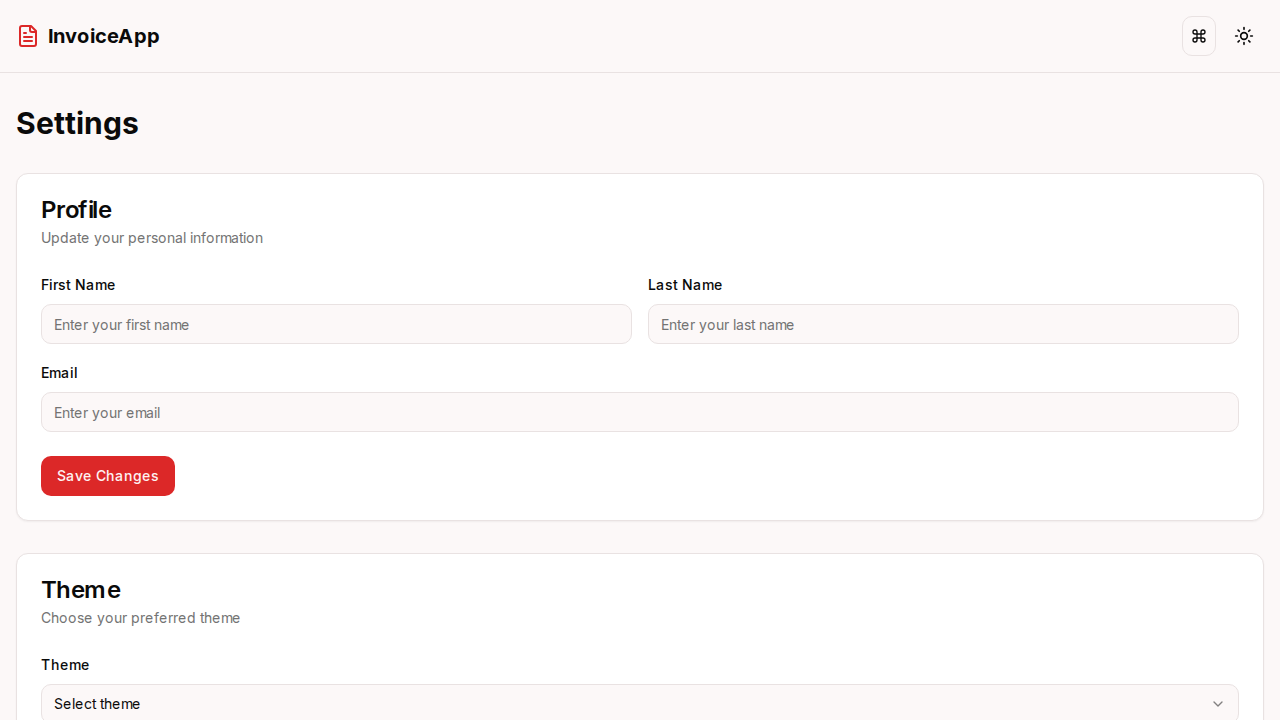 InvoiceApp
⌘
Settings
Profile
Update your personal information
First Name
Last Name
Enter your first name
Enter your last name
Email
Enter your email
Save Changes
Theme
Choose your preferred theme
Theme
Select theme